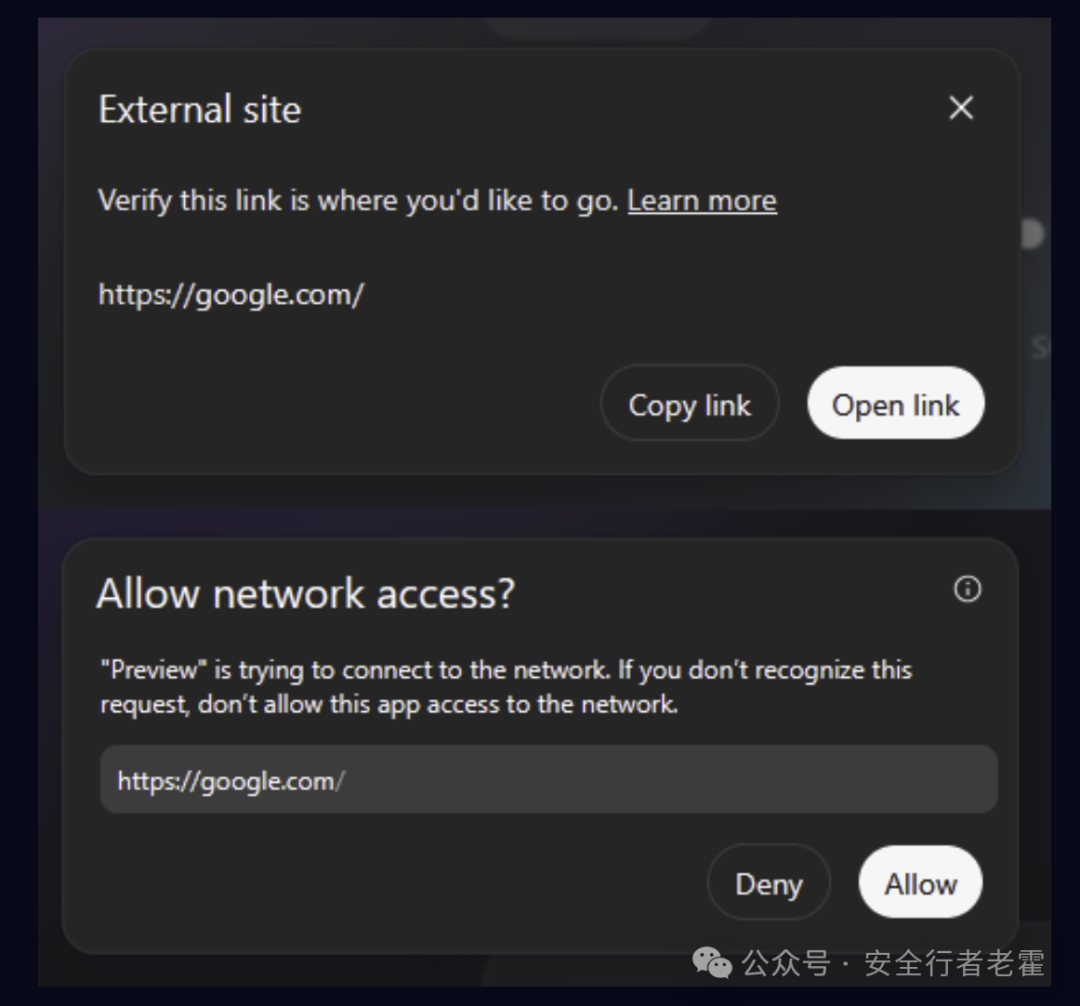 External site
Verify this link is where you'd like to go. Learn more
https://google.com/
Copy link
Open link
Allow network access?
"Preview" is trying to connect to the network. If you don’t recognize this
request, don’t allow this app access to the network.
https://google.com/
Deny
Allow
公众号 · 安全行者老霍